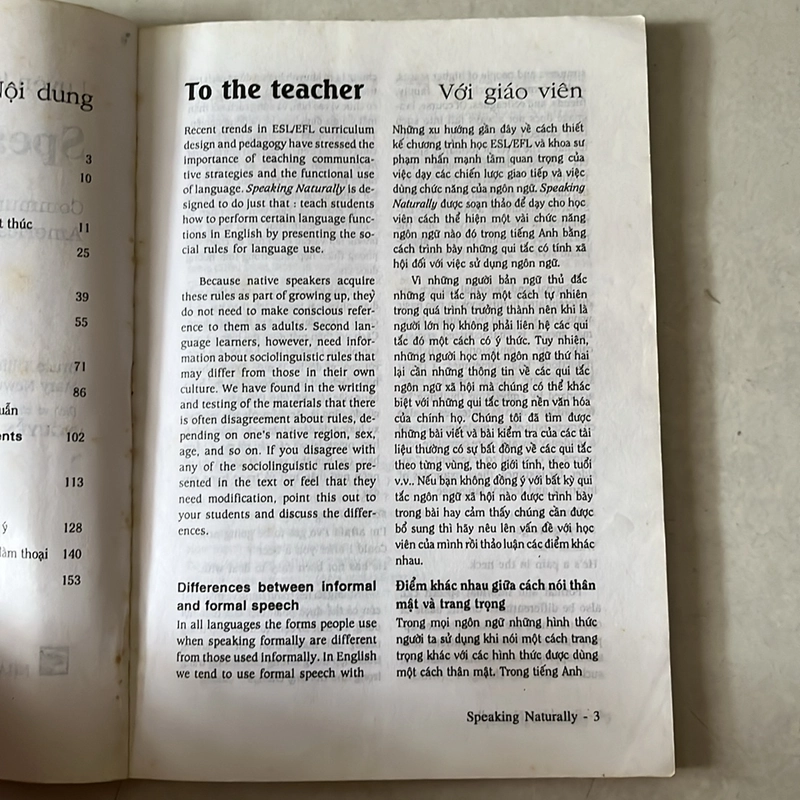 Nội dung
3
10
t thúc 11
25
39
55
71
86
uẩn
ents 102
113
ý 128
đàm thoại 140
153
To the teacher
Recent trends in ESL/EFL curriculum
design and pedagogy have stressed the
importance of teaching communica-
tive strategies and the functional use
of language. Speaking Naturally is de-
signed to do just that : teach students
how to perform certain language func-
tions in English by presenting the so-
cial rules for language use.
Because native speakers acquire
these rules as part of growing up, they
do not need to make conscious refer-
ence to them as adults. Second lan-
guage learners, however, need infor-
mation about sociolinguistic rules that
may differ from those in their own
culture. We have found in the writing
and testing of the materials that there
is often disagreement about rules, de-
pending on one's native region, sex,
age, and so on. If you disagree with
any of the sociolinguistic rules pre-
sented in the text or feel that they
need modification, point this out to
your students and discuss the differ-
ences.
Differences between informal
and formal speech
In all languages the forms people use
when speaking formally are different
from those used informally. In English
we tend to use formal speech with
Với giáo viên
Những xu hướng gần đây về cách thiết
kế chương trình học ESL/EFL và khoa sư
phạm nhấn mạnh tầm quan trọng của
việc dạy các chiến lược giao tiếp và việc
dùng chức năng của ngôn ngữ. Speaking
Naturally được soạn thảo để dạy cho học
viên cách thể hiện một vài chức năng
ngôn ngữ nào đó trong tiếng Anh bằng
cách trình bày những qui tắc có tính xã
hội đối với việc sử dụng ngôn ngữ.
Vì những người bản ngữ thủ đắc
những qui tắc này một cách tự nhiên
trong quá trình trưởng thành nên khi là
người lớn họ không phải liên hệ các qui
tắc đó một cách có ý thức. Tuy nhiên,
những người học một ngôn ngữ thứ hai
lại cần những thông tin về các qui tắc
ngôn ngữ xã hội mà chúng có thể khác
biệt với những qui tắc trong nền văn hóa
của chính họ. Chúng tôi đã tìm được
những bài viết và bài kiểm tra của các tài
liệu thường có sự bất đồng về các qui tắc
theo từng vùng, theo giới tính, theo tuổi
v.v.. Nếu bạn không đồng ý với bất kỳ qui
tắc ngôn ngữ xã hội nào được trình bày
trong bài hay cảm thấy chúng cần được
bổ sung thì hãy nêu lên vấn đề với học
viên của mình rồi thảo luận các điểm khác
nhau.
Điểm khác nhau giữa cách nói thân
mật và trang trọng
Trong mọi ngôn ngữ những hình thức
người ta sử dụng khi nói một cách trang
trọng khác với các hình thức được dùng
một cách thân mật. Trong tiếng Anh
Speaking Naturally - 3